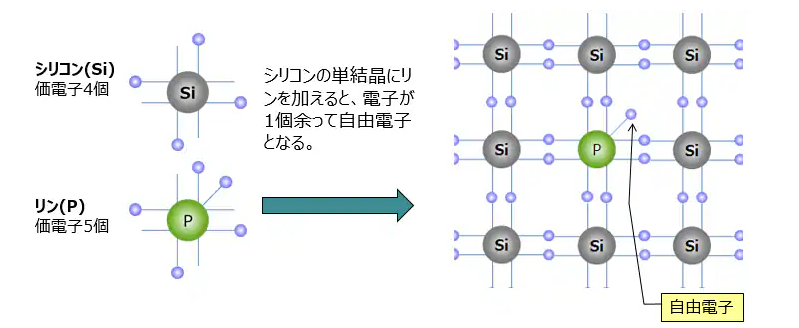 シリコン(Si)
価電子4個
Si
シリコンの単結晶にリ
ンを加えると、電子が
1個余って自由電子
となる。
リン(P)
価電子5個
P
Si Si Si
Si P Si
Si Si Si
自由電子